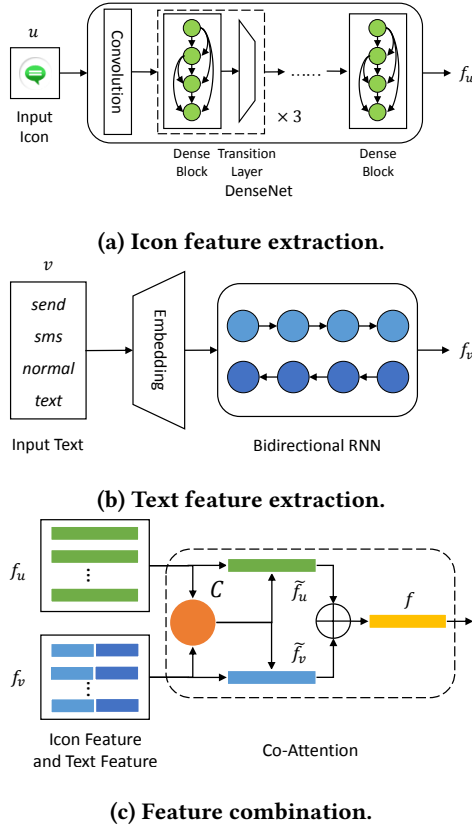 u
Input
Icon
Convolution
......
× 3
f_u
Dense
Block
Transition
Layer
Dense
Block
DenseNet
(a) Icon feature extraction.
v
send
sms
normal
text
Input Text
Embedding
Bidirectional RNN
f_v
(b) Text feature extraction.
f_u
...
C
f̃_u
f
f_v
...
f̃_v
Icon Feature
and Text Feature
Co-Attention
(c) Feature combination.